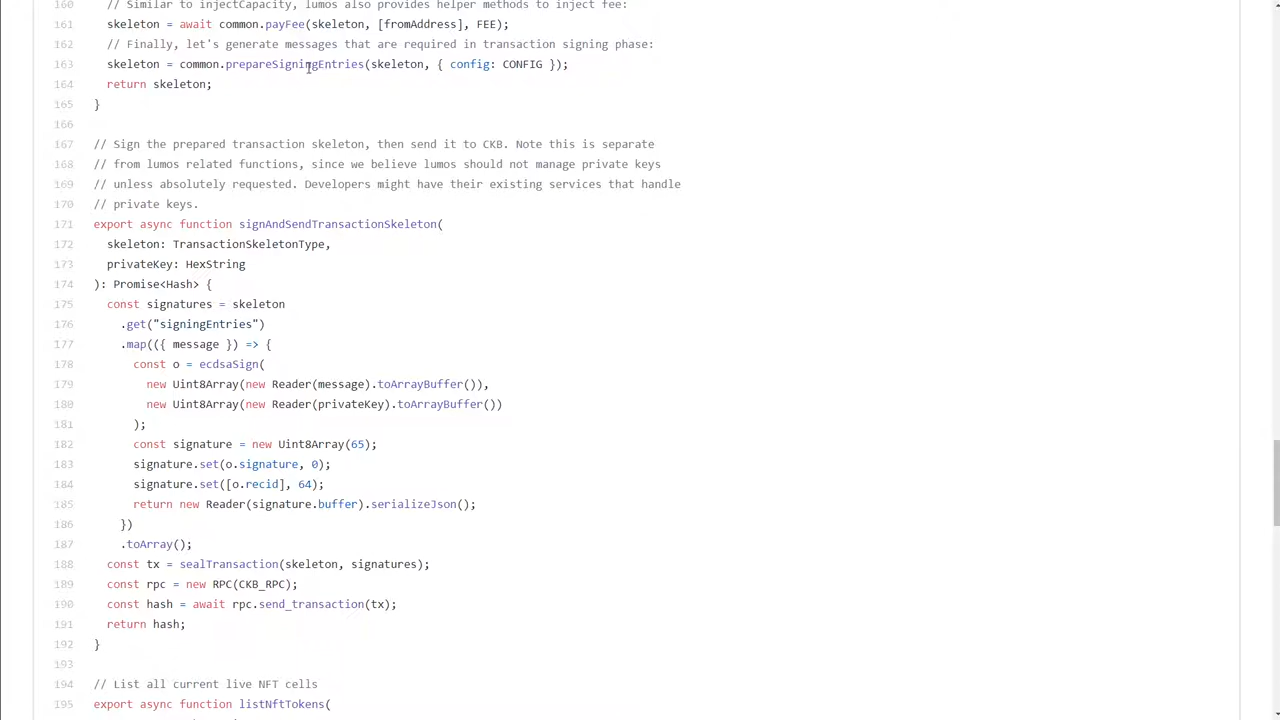 160 // Similar to injectCapacity, lumos also provides helper methods to inject fee:
161 skeleton = await common.payFee(skeleton, [fromAddress], FEE);
162 // Finally, let's generate messages that are required in transaction signing phase:
163 skeleton = common.prepareSigningEntries(skeleton, { config: CONFIG });
164 return skeleton;
165 }
166
167 // Sign the prepared transaction skeleton, then send it to CKB. Note this is separate
168 // from lumos related functions, since we believe lumos should not manage private keys
169 // unless absolutely requested. Developers might have their existing services that handle
170 // private keys.
171 export async function signAndSendTransactionSkeleton(
172 skeleton: TransactionSkeletonType,
173 privateKey: HexString
174 ): Promise<Hash> {
175 const signatures = skeleton
176 .get("signingEntries")
177 .map(({ message }) => {
178 const o = ecdsaSign(
179 new Uint8Array(new Reader(message).toArrayBuffer()),
180 new Uint8Array(new Reader(privateKey).toArrayBuffer())
181 );
182 const signature = new Uint8Array(65);
183 signature.set(o.signature, 0);
184 signature.set([o.recid], 64);
185 return new Reader(signature.buffer).serializeJson();
186 })
187 .toArray();
188 const tx = sealTransaction(skeleton, signatures);
189 const rpc = new RPC(CKB_RPC);
190 const hash = await rpc.send_transaction(tx);
191 return hash;
192 }
193
194 // List all current live NFT cells
195 export async function listNftTokens(